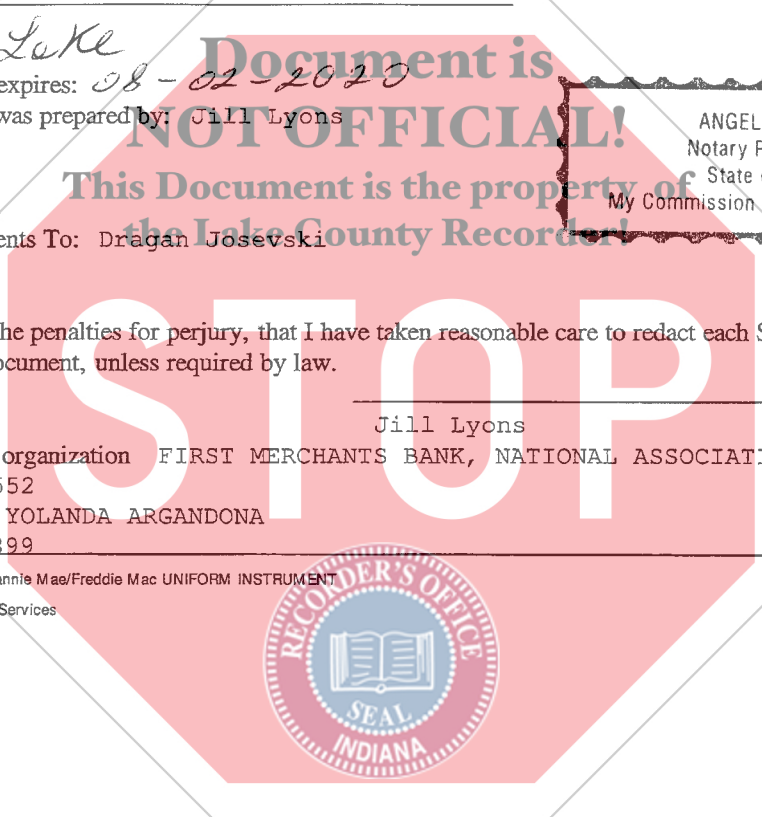 Lake
expires: 08-02-2020
was prepared by: Jill Lyons
Document is
NOT OFFICIAL!
This Document is the property of
the Lake County Recorder!
ANGEL
Notary P
State
My Commission
ents To: Dragan Josevski
he penalties for perjury, that I have taken reasonable care to redact each S
ocument, unless required by law.
STOP
Jill Lyons
organization FIRST MERCHANTS BANK, NATIONAL ASSOCIATI
552
YOLANDA ARGANDONA
399
annie Mae/Freddie Mac UNIFORM INSTRUMENT
Services
RECORDER'S OFFICE
SEAL
INDIANA